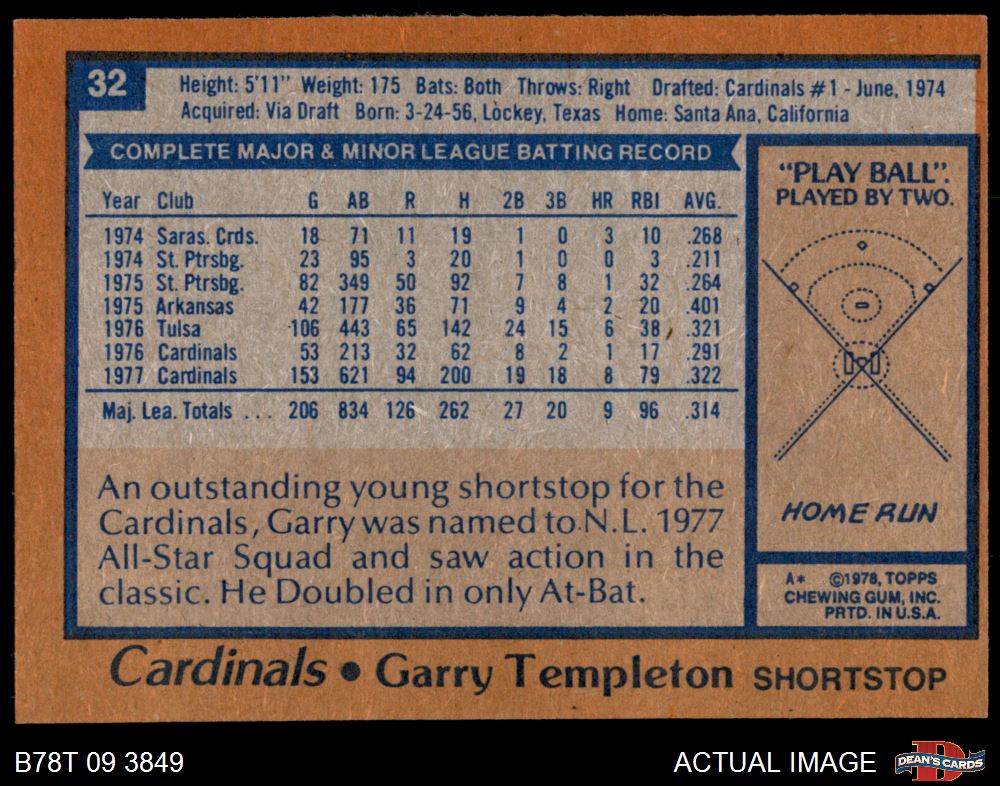 32
Height: 5'11" Weight: 175 Bats: Both Throws: Right Drafted: Cardinals #1 - June, 1974
Acquired: Via Draft Born: 3-24-56, Lockey, Texas Home: Santa Ana, California
COMPLETE MAJOR & MINOR LEAGUE BATTING RECORD
Year Club G AB R H 2B 3B HR RBI AVG.
1974 Saras. Crds. 18 71 11 19 1 0 3 10 .268
1974 St. Ptrsbg. 23 95 3 20 1 0 0 3 .211
1975 St. Ptrsbg. 82 349 50 92 7 8 1 32 .264
1975 Arkansas 42 177 36 71 9 4 2 20 .401
1976 Tulsa 106 443 65 142 24 15 6 38 .321
1976 Cardinals 53 213 32 62 8 2 1 17 .291
1977 Cardinals 153 621 94 200 19 18 8 79 .322
Maj. Lea. Totals ... 206 834 126 262 27 20 9 96 .314
An outstanding young shortstop for the
Cardinals, Garry was named to N.L. 1977
All-Star Squad and saw action in the
classic. He Doubled in only At-Bat.
"PLAY BALL".
PLAYED BY TWO.
HOME RUN
A* ©1978, TOPPS
CHEWING GUM, INC.
PRTD. IN U.S.A.
Cardinals • Garry Templeton SHORTSTOP
B78T 09 3849
ACTUAL IMAGE
D
DEAN'S CARDS